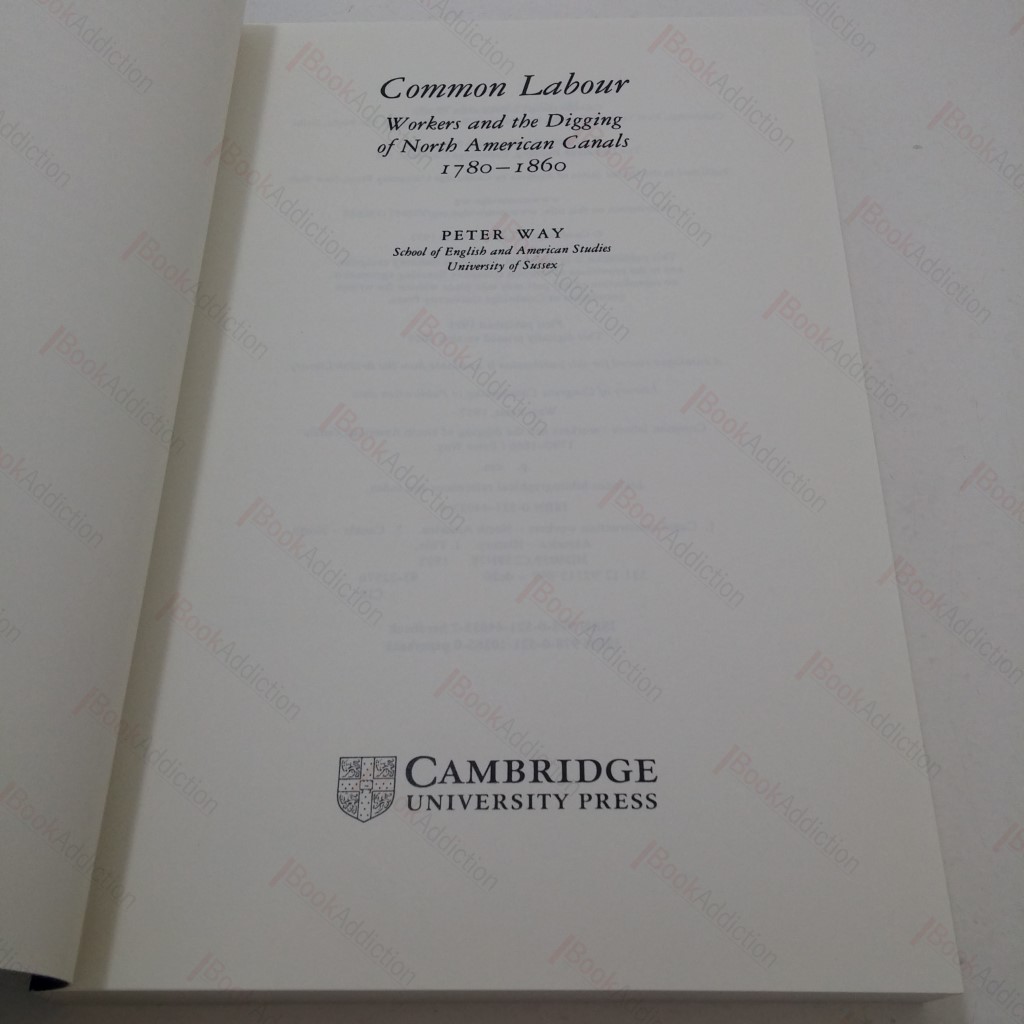 Common Labour
Workers and the Digging
of North American Canals
1780–1860
PETER WAY
School of English and American Studies
University of Sussex
CAMBRIDGE
UNIVERSITY PRESS
BookAddiction